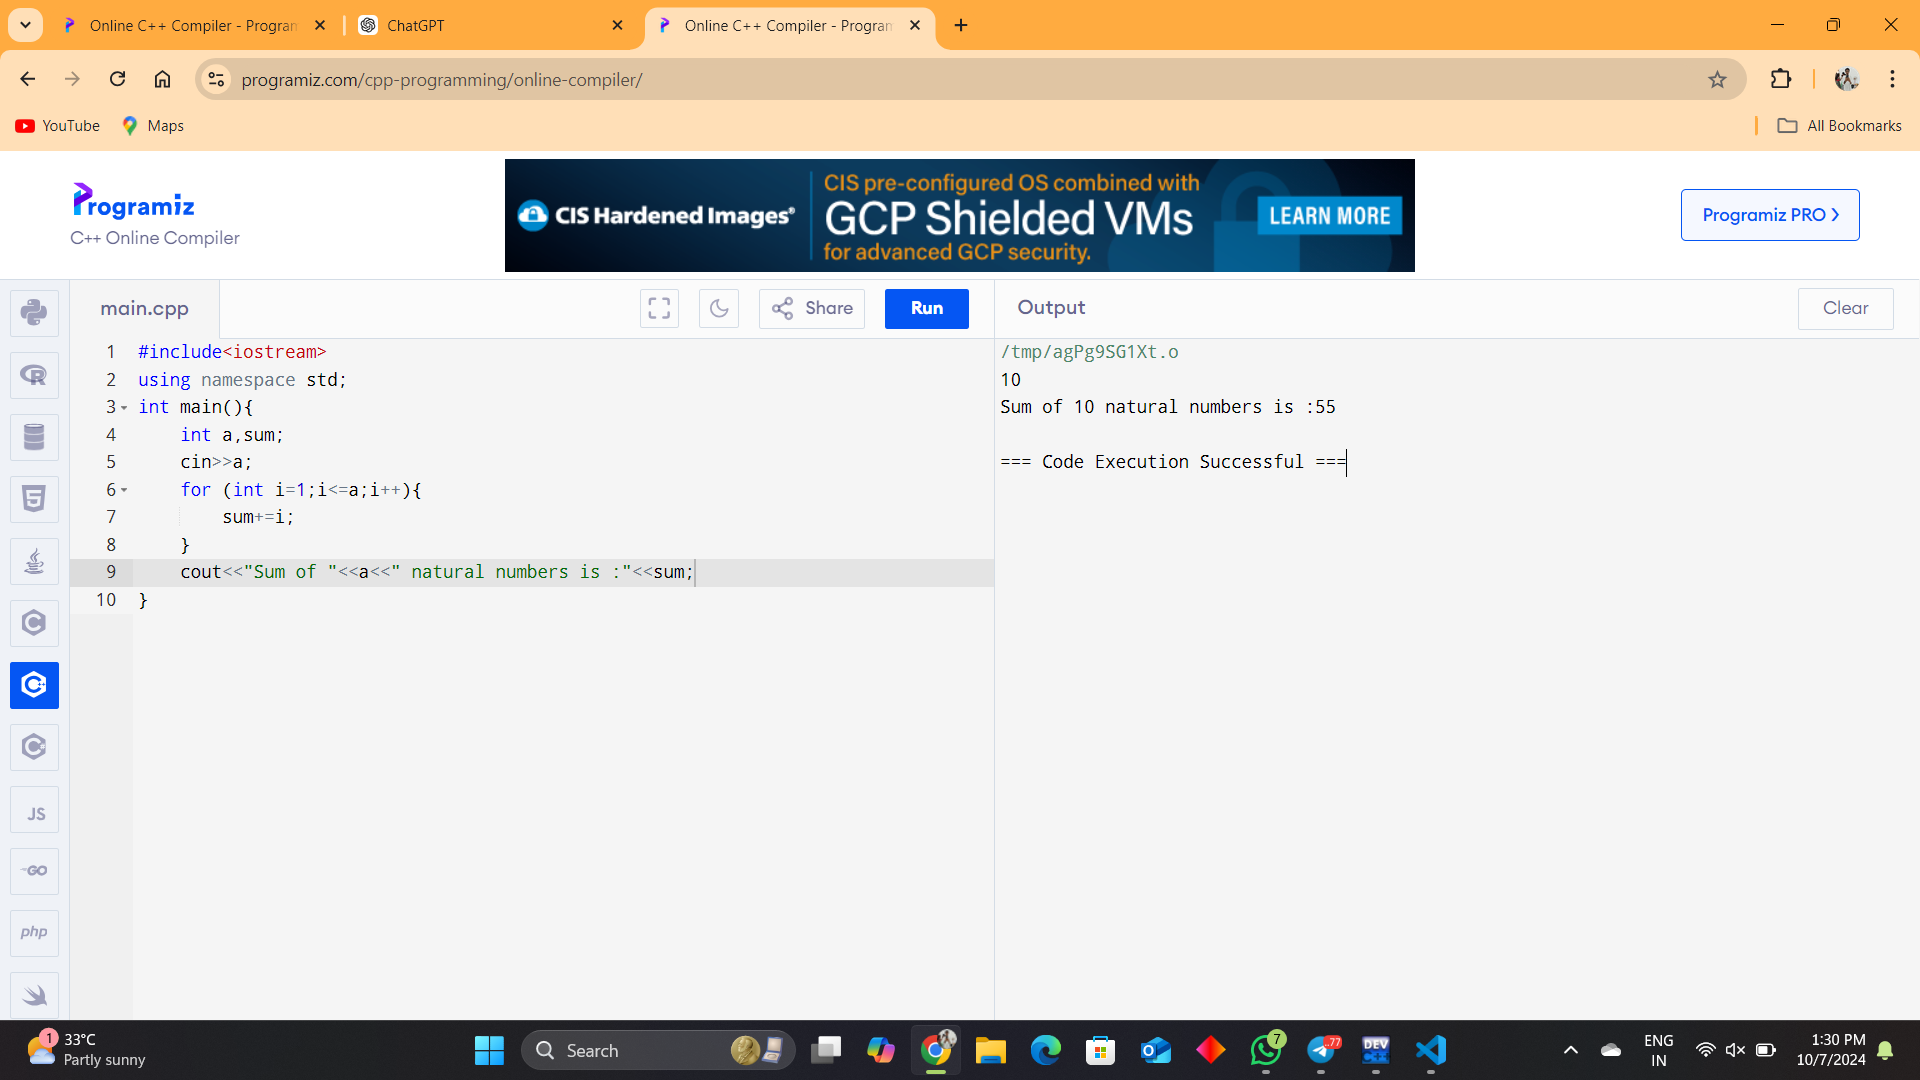 Online C++ Compiler - Program
ChatGPT
Online C++ Compiler - Program
programiz.com/cpp-programming/online-compiler/
YouTube
Maps
All Bookmarks
Programiz
C++ Online Compiler
CIS Hardened Images®
CIS pre-configured OS combined with
GCP Shielded VMs
for advanced GCP security.
LEARN MORE
Programiz PRO
main.cpp
Share
Run
Output
Clear
1 #include<iostream>
2 using namespace std;
3 int main(){
4 int a,sum;
5 cin>>a;
6 for (int i=1;i<=a;i++){
7 sum+=i;
8 }
9 cout<<"Sum of "<<a<<" natural numbers is :"<<sum;
10 }
/tmp/agPg9SG1Xt.o
10
Sum of 10 natural numbers is :55
=== Code Execution Successful ===
R
5
C
C++
C#
JS
GO
php
1
33°C
Partly sunny
Search
7
..77
DEV
C++
ENG
IN
1:30 PM
10/7/2024